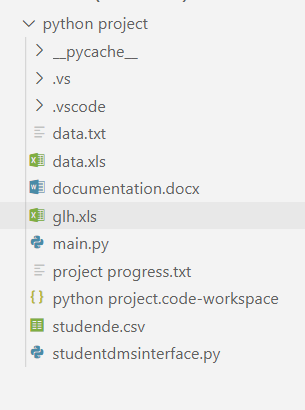 python project
__pycache__
.vs
.vscode
data.txt
data.xls
documentation.docx
glh.xls
main.py
project progress.txt
python project.code-workspace
studende.csv
studentdmsinterface.py